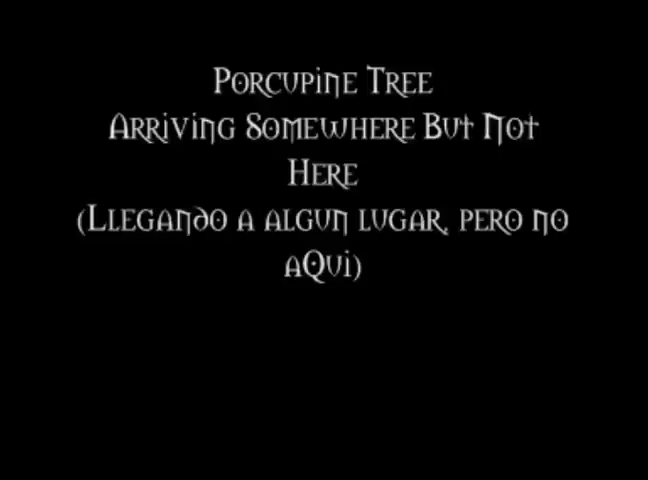 Porcupine Tree
Arriving Somewhere But Not
Here
(Llegando a algun lugar, pero no
aQui)